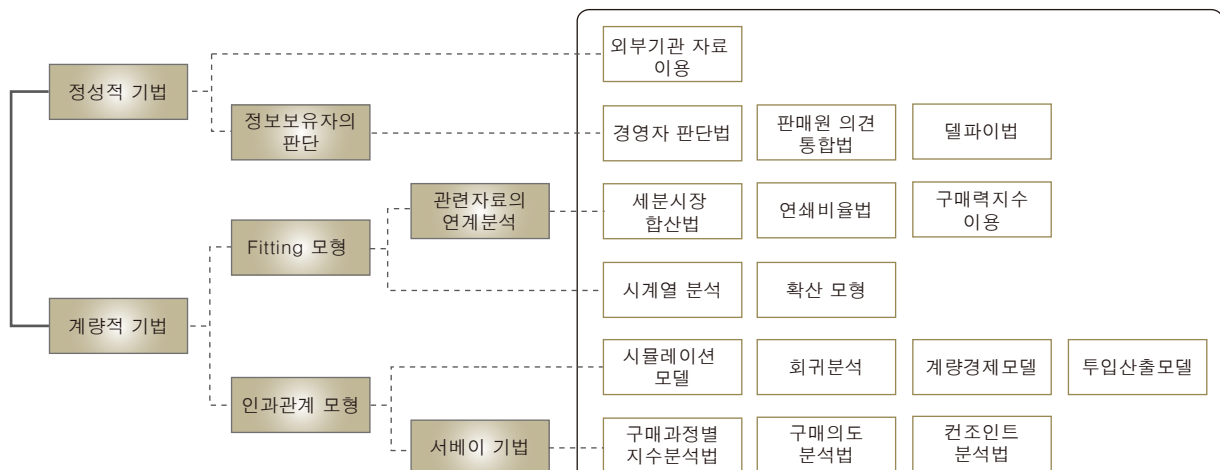 외부기관 자료
이용
정성적 기법
정보보유자의
판단
경영자 판단법
판매원 의견
통합법
델파이법
관련자료의
연계분석
세분시장
합산법
연쇄비율법
구매력지수
이용
Fitting 모형
시계열 분석
확산 모형
계량적 기법
시뮬레이션
모델
회귀분석
계량경제모델
투입산출모델
인과관계 모형
서베이 기법
구매과정별
지수분석법
구매의도
분석법
컨조인트
분석법